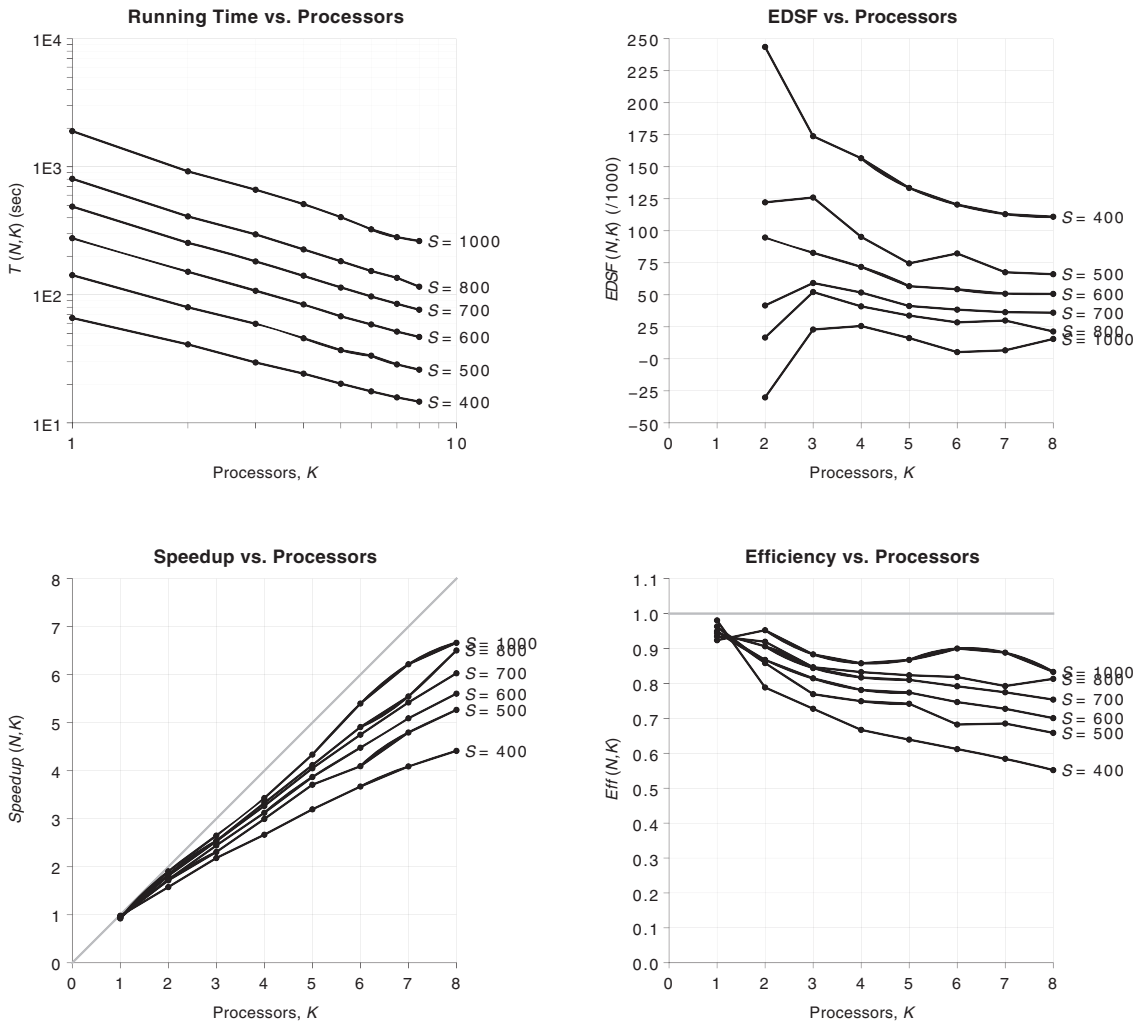 Running Time vs. Processors
1E4
1E3
1E2
1E1
T (N,K) (sec)
S = 1000
S = 800
S = 700
S = 600
S = 500
S = 400
1
10
Processors, K
EDSF vs. Processors
250
225
200
175
150
125
100
75
50
25
−0
−25
−50
EDSF (N,K) (/1000)
S = 400
S = 500
S = 600
S = 700
S = 800
S = 1000
0 1 2 3 4 5 6 7 8
Processors, K
Speedup vs. Processors
8
7
6
5
4
3
2
1
0
Speedup (N,K)
S = 1000
S = 800
S = 700
S = 600
S = 500
S = 400
0 1 2 3 4 5 6 7 8
Processors, K
Efficiency vs. Processors
1.1
1.0
0.9
0.8
0.7
0.6
0.5
0.4
0.3
0.2
0.1
0.0
Eff (N,K)
S = 1000
S = 800
S = 700
S = 600
S = 500
S = 400
0 1 2 3 4 5 6 7 8
Processors, K